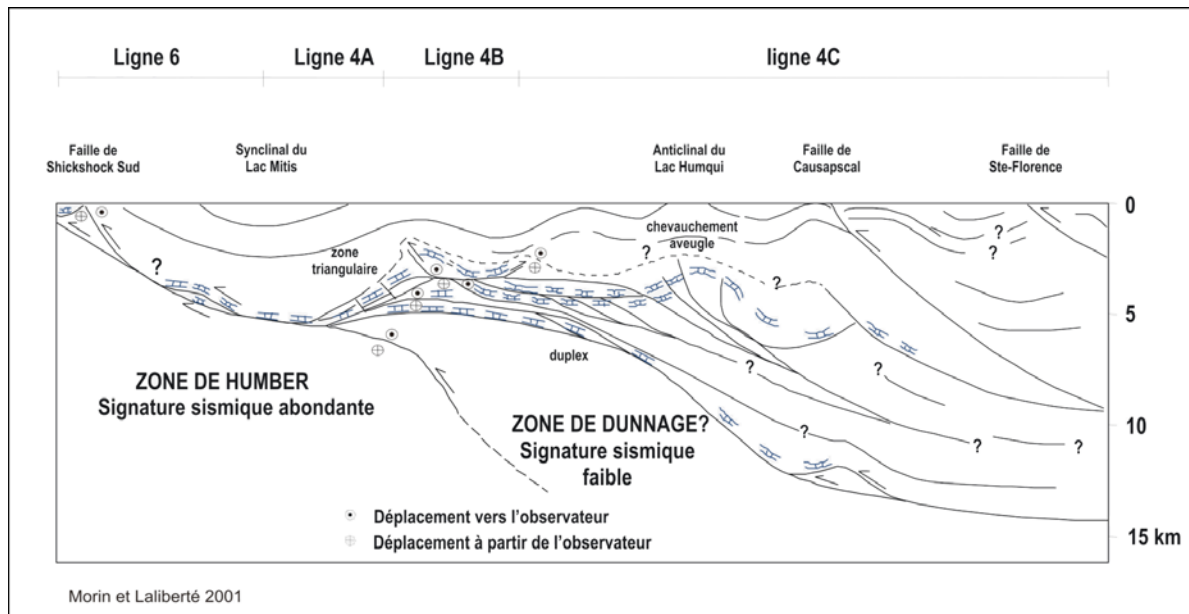 Ligne 6
Ligne 4A
Ligne 4B
ligne 4C
Faille de
Shickshock Sud
Synclinal du
Lac Mitis
Anticlinal du
Lac Humqui
Faille de
Causapscal
Faille de
Ste-Florence
0
chevauchement
aveugle
?
?
?
zone
triangulaire
?
?
5
duplex
?
?
ZONE DE HUMBER
Signature sismique abondante
ZONE DE DUNNAGE?
Signature sismique
faible
?
?
?
10
Déplacement vers l'observateur
Déplacement à partir de l'observateur
15 km
Morin et Laliberté 2001